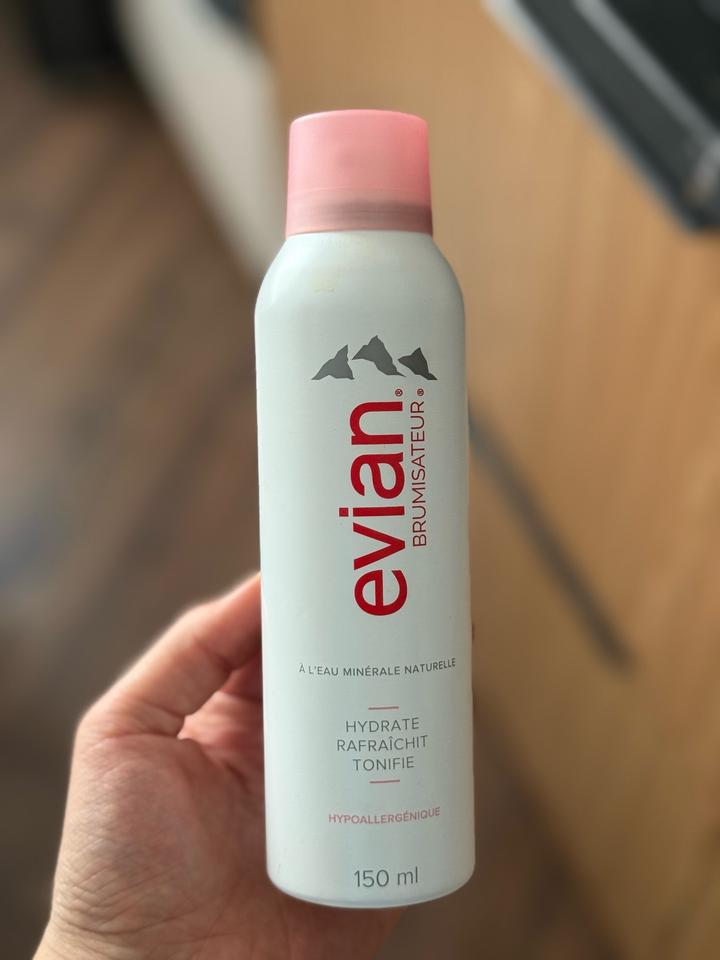 evian®
BRUMISATEUR®
À L'EAU MINÉRALE NATURELLE
HYDRATE
RAFRAÎCHIT
TONIFIE
HYPOALLERGÉNIQUE
150 ml